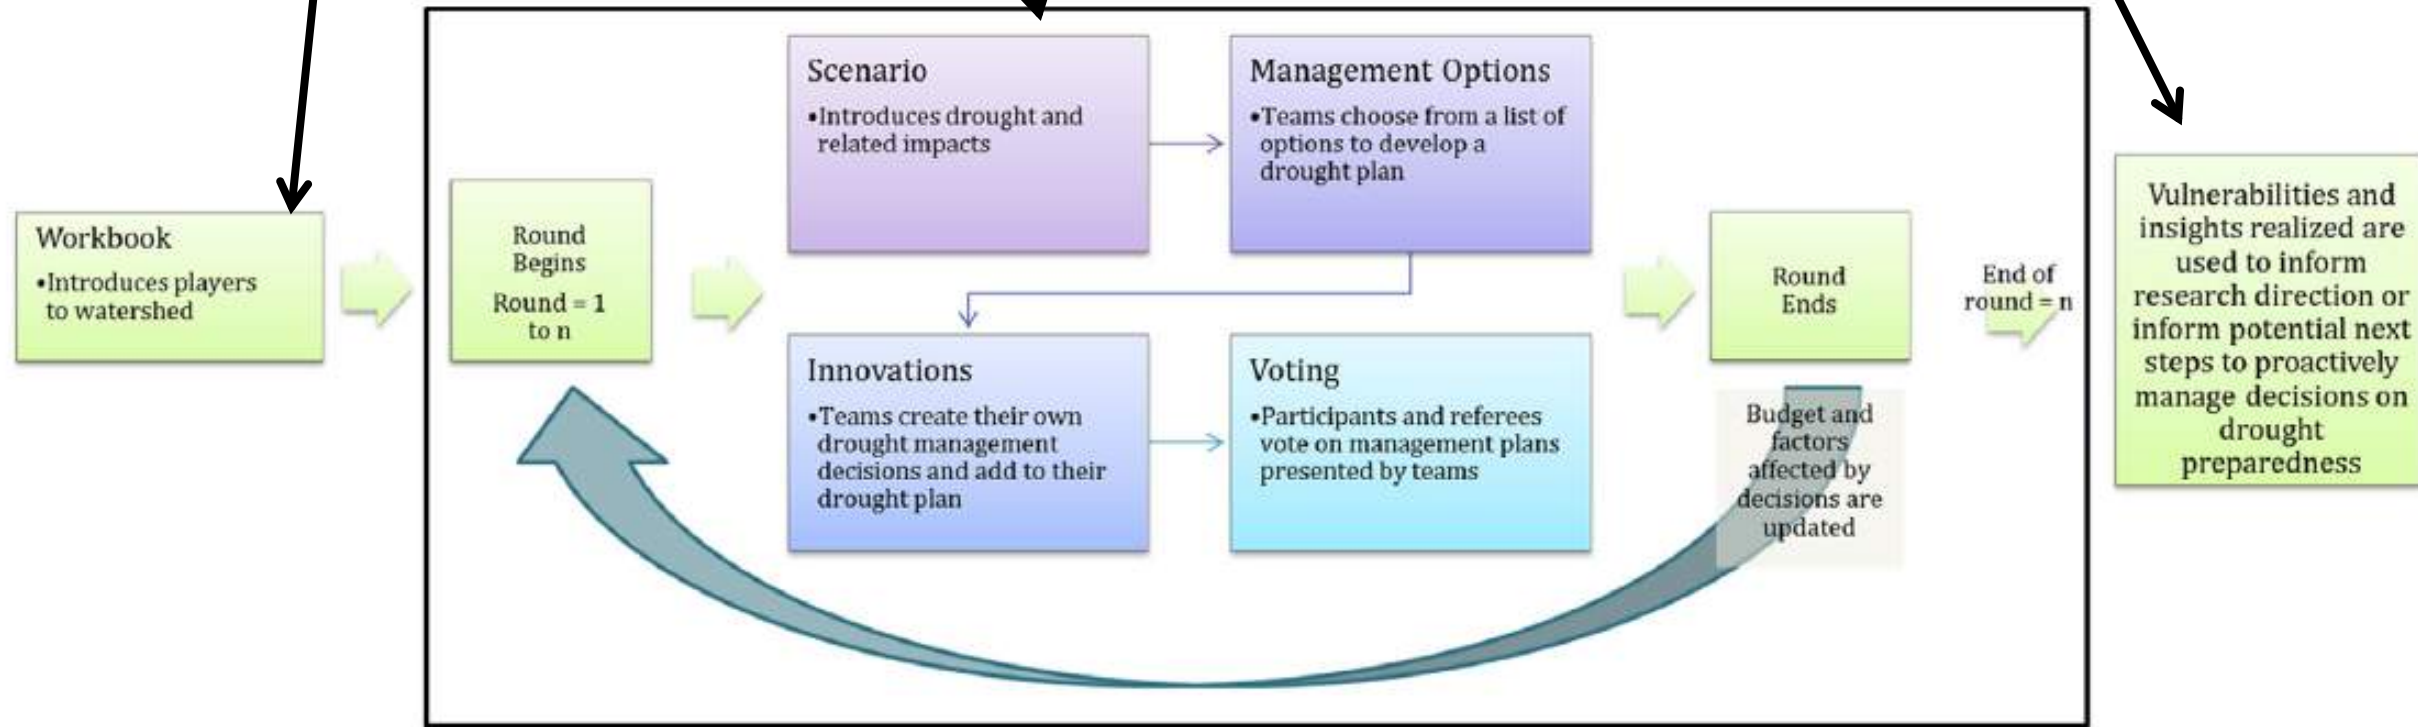 Workbook
•Introduces players
to watershed
Round
Begins
Round = 1
to n
Scenario
•Introduces drought and
related impacts
Management Options
•Teams choose from a list of
options to develop a
drought plan
Innovations
•Teams create their own
drought management
decisions and add to their
drought plan
Voting
•Participants and referees
vote on management plans
presented by teams
Round
Ends
Budget and
factors
affected by
decisions are
updated
End of
round = n
Vulnerabilities and
insights realized are
used to inform
research direction or
inform potential next
steps to proactively
manage decisions on
drought
preparedness